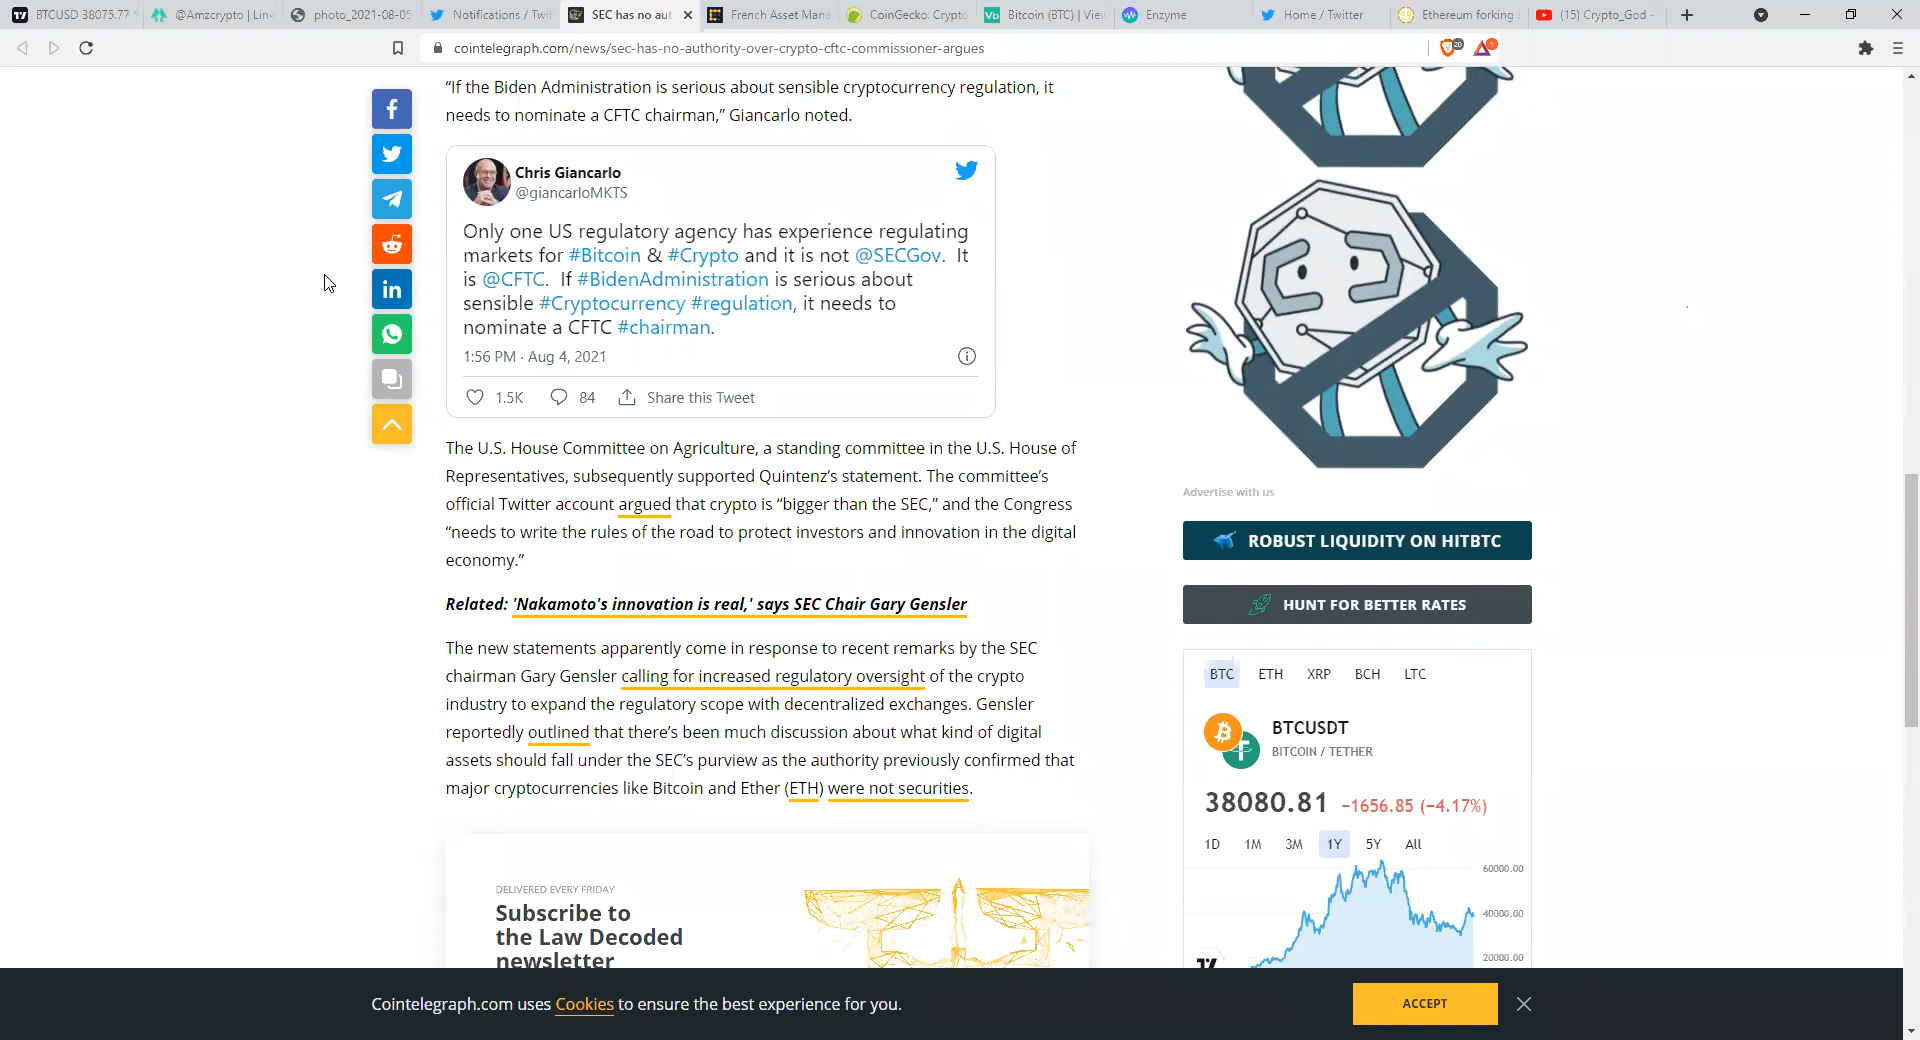 BTCUSD 38075.77
@Amzcrypto | Link
photo_2021-08-05
Notifications / Twit
SEC has no aut
French Asset Mana
CoinGecko: Crypto
Bitcoin (BTC) | View
Enzyme
Home / Twitter
Ethereum forking
(15) Crypto_God -
cointelegraph.com/news/sec-has-no-authority-over-crypto-cftc-commissioner-argues
“If the Biden Administration is serious about sensible cryptocurrency regulation, it
needs to nominate a CFTC chairman,” Giancarlo noted.
Chris Giancarlo
@giancarloMKTS
Only one US regulatory agency has experience regulating
markets for #Bitcoin & #Crypto and it is not @SECGov. It
is @CFTC. If #BidenAdministration is serious about
sensible #Cryptocurrency #regulation, it needs to
nominate a CFTC #chairman.
1:56 PM · Aug 4, 2021
1.5K 84 Share this Tweet
The U.S. House Committee on Agriculture, a standing committee in the U.S. House of
Representatives, subsequently supported Quintenz’s statement. The committee’s
official Twitter account argued that crypto is “bigger than the SEC,” and the Congress
“needs to write the rules of the road to protect investors and innovation in the digital
economy.”
Related: 'Nakamoto's innovation is real,' says SEC Chair Gary Gensler
The new statements apparently come in response to recent remarks by the SEC
chairman Gary Gensler calling for increased regulatory oversight of the crypto
industry to expand the regulatory scope with decentralized exchanges. Gensler
reportedly outlined that there’s been much discussion about what kind of digital
assets should fall under the SEC’s purview as the authority previously confirmed that
major cryptocurrencies like Bitcoin and Ether (ETH) were not securities.
DELIVERED EVERY FRIDAY
Subscribe to
the Law Decoded
newsletter
Advertise with us
ROBUST LIQUIDITY ON HITBTC
HUNT FOR BETTER RATES
BTC ETH XRP BCH LTC
BTCUSDT
BITCOIN / TETHER
38080.81 −1656.85 (−4.17%)
1D 1M 3M 1Y 5Y All
60000.00
40000.00
20000.00
Cointelegraph.com uses Cookies to ensure the best experience for you.
ACCEPT